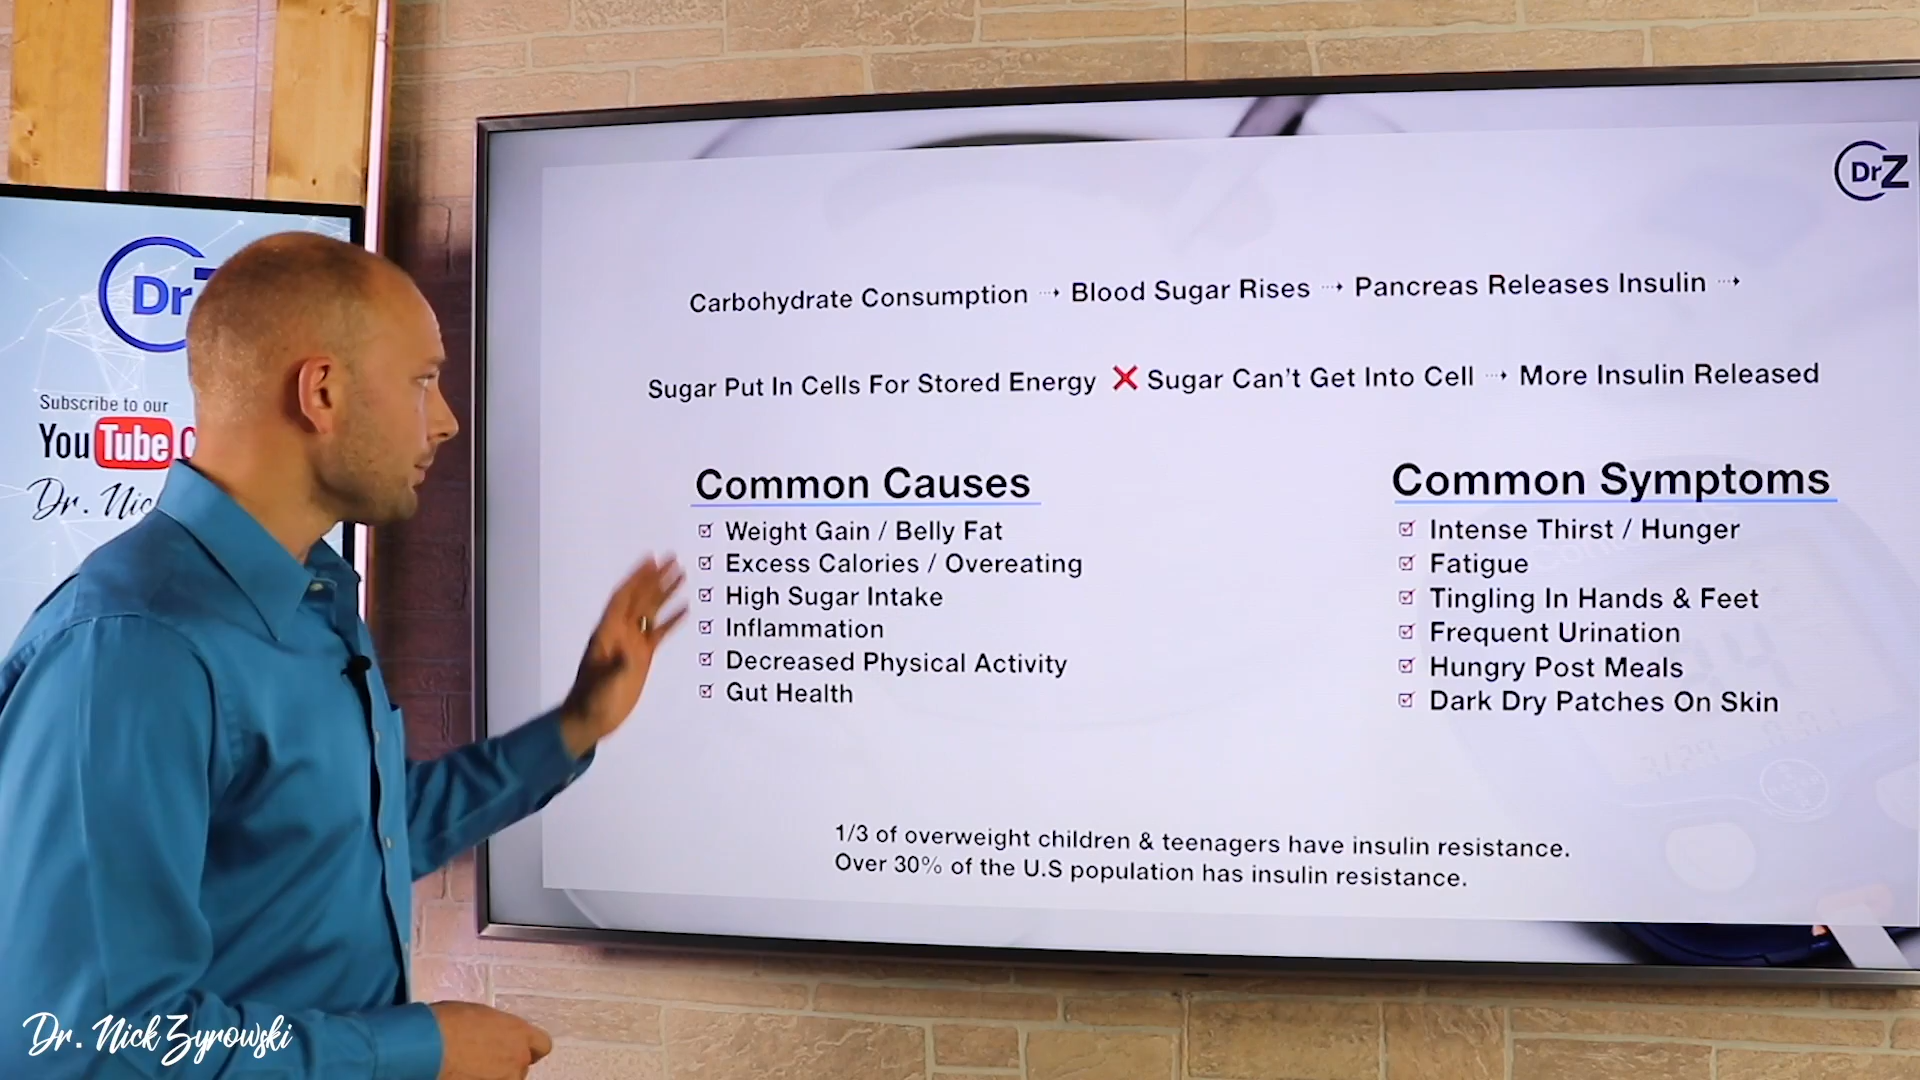 DrZ
Carbohydrate Consumption → Blood Sugar Rises → Pancreas Releases Insulin →
Sugar Put In Cells For Stored Energy ❌ Sugar Can't Get Into Cell → More Insulin Released
Common Causes
Weight Gain / Belly Fat
Excess Calories / Overeating
High Sugar Intake
Inflammation
Decreased Physical Activity
Gut Health
Common Symptoms
Intense Thirst / Hunger
Fatigue
Tingling In Hands & Feet
Frequent Urination
Hungry Post Meals
Dark Dry Patches On Skin
1/3 of overweight children & teenagers have insulin resistance.
Over 30% of the U.S population has insulin resistance.
Dr
Subscribe to our
YouTube
Dr. Nic
Dr. Nick Zyrowski